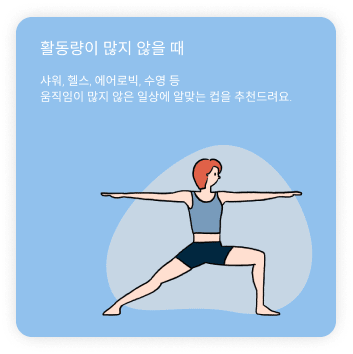 활동량이 많지 않을 때
샤워, 헬스, 에어로빅, 수영 등
움직임이 많지 않은 일상에 알맞는 컵을 추천드려요.